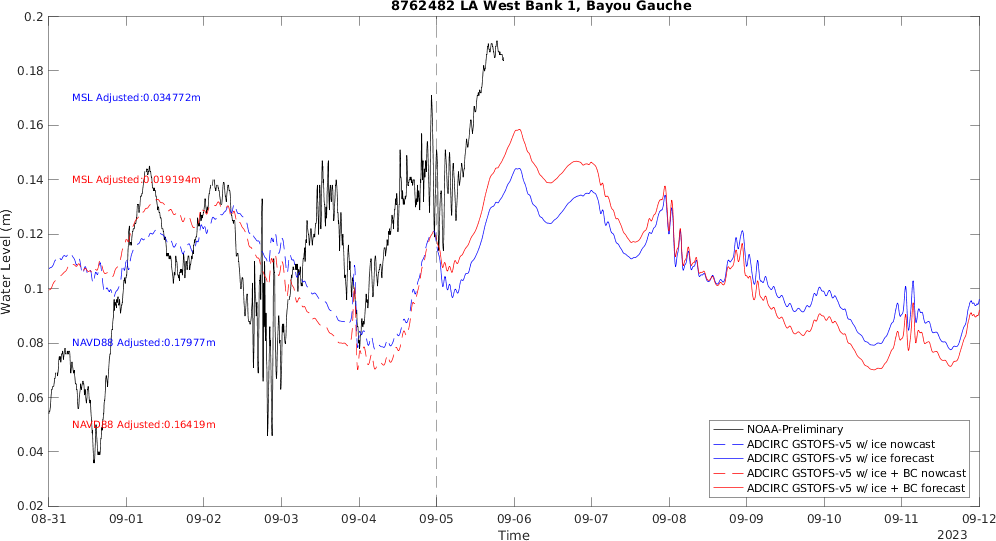 8762482 LA West Bank 1, Bayou Gauche
Water Level (m)
0.2
0.18
0.16
0.14
0.12
0.1
0.08
0.06
0.04
0.02
MSL Adjusted:0.034772m
MSL Adjusted:0.019194m
NAVD88 Adjusted:0.17977m
NAVD88 Adjusted:0.16419m
NOAA-Preliminary
ADCIRC GSTOFS-v5 w/ ice nowcast
ADCIRC GSTOFS-v5 w/ ice forecast
ADCIRC GSTOFS-v5 w/ ice + BC nowcast
ADCIRC GSTOFS-v5 w/ ice + BC forecast
08-31 09-01 09-02 09-03 09-04 09-05 09-06 09-07 09-08 09-09 09-10 09-11 09-12
Time
2023